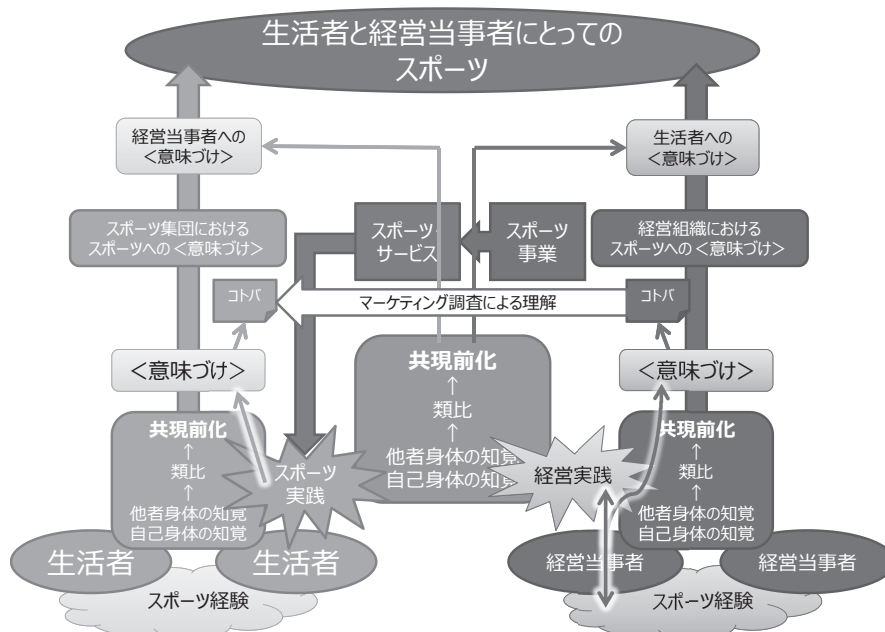 生活者と経営当事者にとっての
スポーツ
経営当事者への
＜意味づけ＞
生活者への
＜意味づけ＞
スポーツ集団における
スポーツへの＜意味づけ＞
スポーツ・
サービス
スポーツ
事業
経営組織における
スポーツへの＜意味づけ＞
コトバ
マーケティング調査による理解
コトバ
＜意味づけ＞
共現前化
↑
類比
↑
他者身体の知覚
自己身体の知覚
＜意味づけ＞
共現前化
↑
類比
↑
他者身体の知覚
自己身体の知覚
スポーツ
実践
経営実践
共現前化
↑
類比
↑
他者身体の知覚
自己身体の知覚
生活者
生活者
経営当事者
経営当事者
スポーツ経験
スポーツ経験